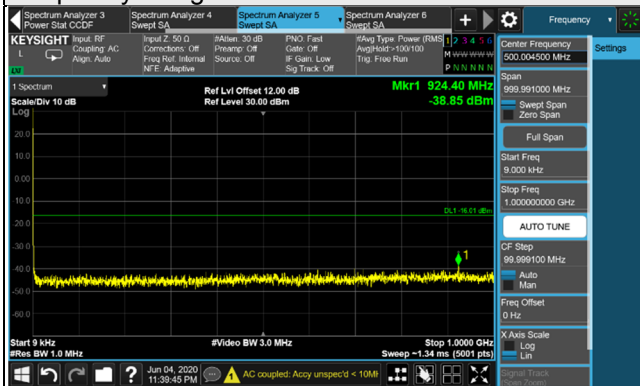 Spectrum Analyzer 3
Power Stat CCDF
Spectrum Analyzer 4
Swept SA
Spectrum Analyzer 5
Swept SA
Spectrum Analyzer 6
Swept SA
+
Frequency
KEYSIGHT
L
LV
Input: RF
Coupling: AC
Align: Auto
Input Z: 50 Ω
Corrections: Off
Freq Ref: Internal
NFE: Adaptive
#Atten: 30 dB
Preamp: Off
Source: Off
PNO: Fast
Gate: Off
IF Gain: Low
Sig Track: Off
#Avg Type: Power (RMS
Avg|Hold:>100/100
Trig: Free Run
1 2 3 4 5 6
M W W W W W
P N N N N N
1 Spectrum
Scale/Div 10 dB
Ref Lvl Offset 12.00 dB
Ref Level 30.00 dBm
Mkr1 924.40 MHz
-38.85 dBm
Log
20.0
10.0
0.00
-10.0
DL1 -16.01 dBm
-20.0
-30.0
1
-40.0
-50.0
-60.0
Start 9 kHz
#Res BW 1.0 MHz
#Video BW 3.0 MHz
Stop 1.0000 GHz
Sweep ~1.34 ms (5001 pts)
Jun 04, 2020
11:39:45 PM
AC coupled: Accy unspec'd < 10MH
Center Frequency
500.004500 MHz
Settings
Span
999.991000 MHz
Swept Span
Zero Span
Full Span
Start Freq
9.000 kHz
Stop Freq
1.000000000 GHz
AUTO TUNE
CF Step
99.999100 MHz
Auto
Man
Freq Offset
0 Hz
X Axis Scale
Log
Lin
Signal Track
(Span Zoom)